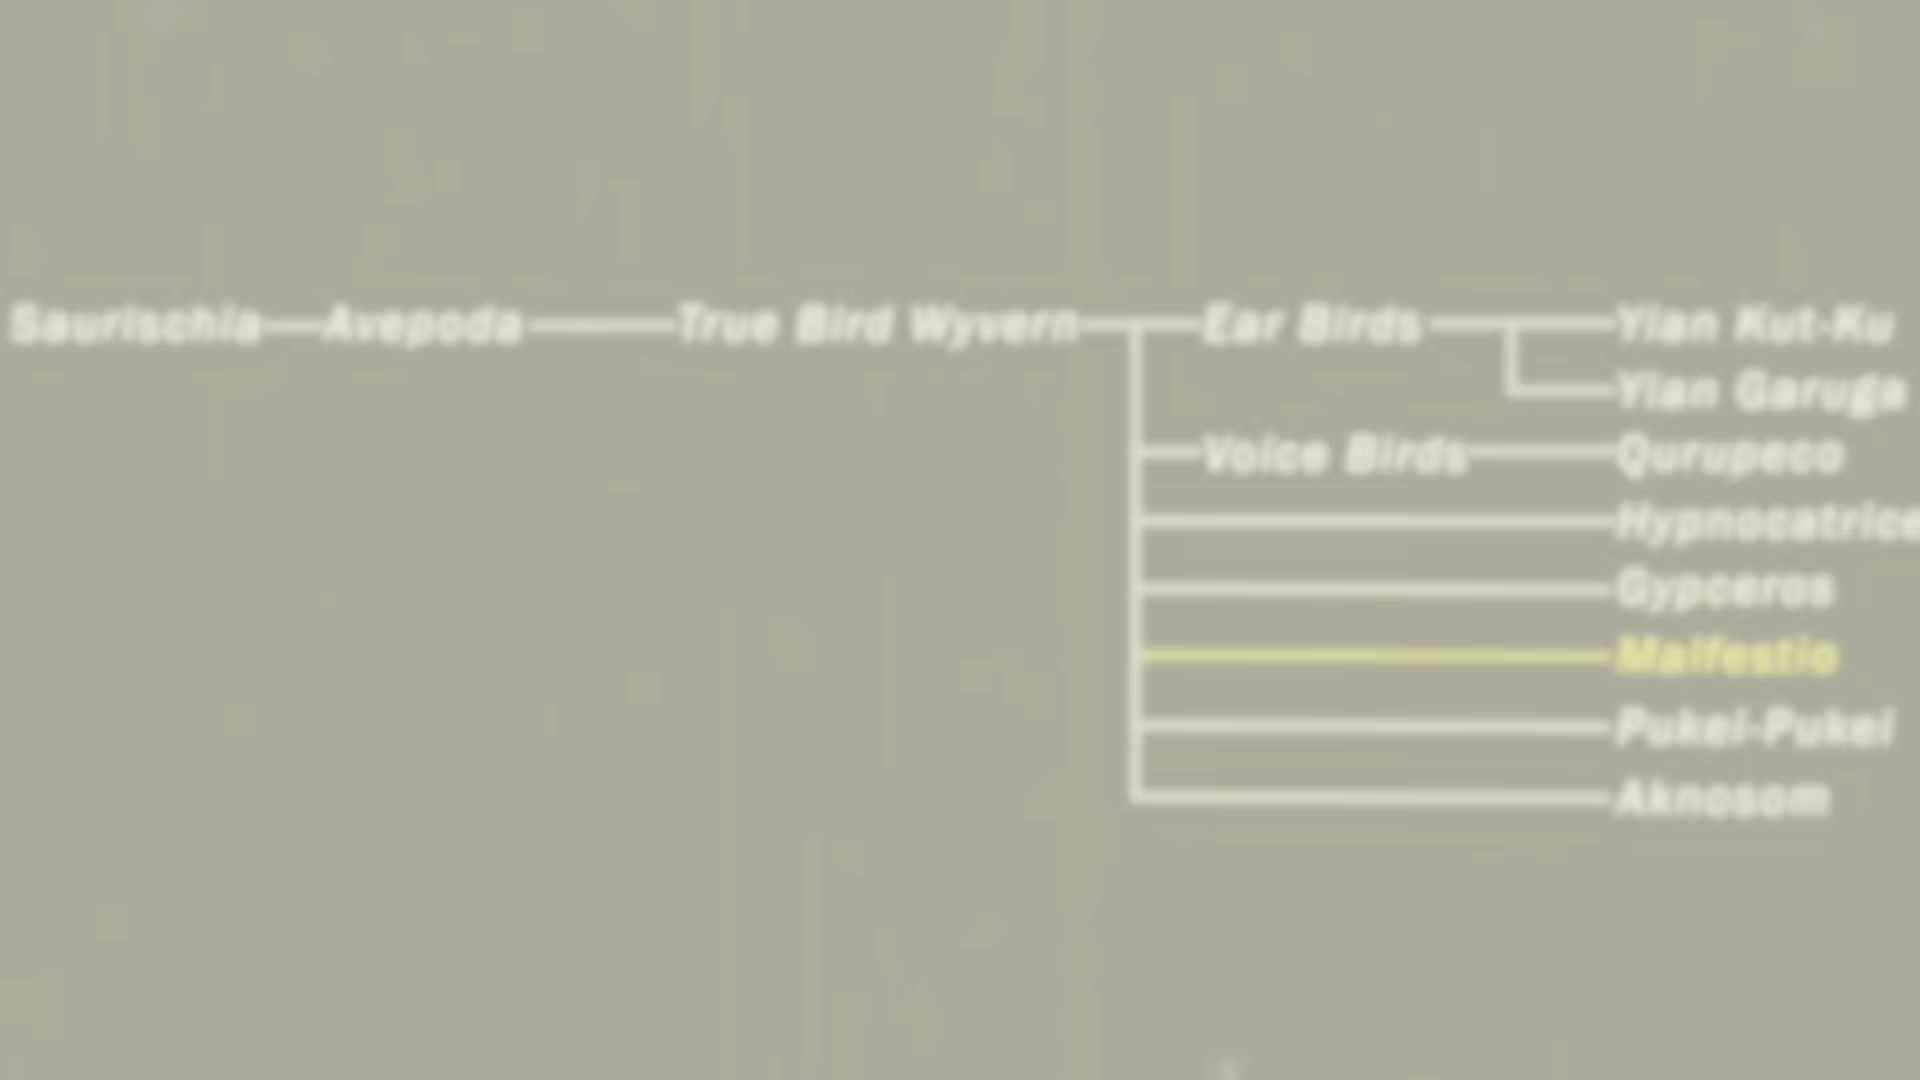 Saurischia Avepoda True Bird Wyvern Ear Birds Yian Kut-Ku
Yian Garuga
Voice Birds Qurupeco
Hypnocatrice
Gypceros
Malfestio
Pukei-Pukei
Aknosom